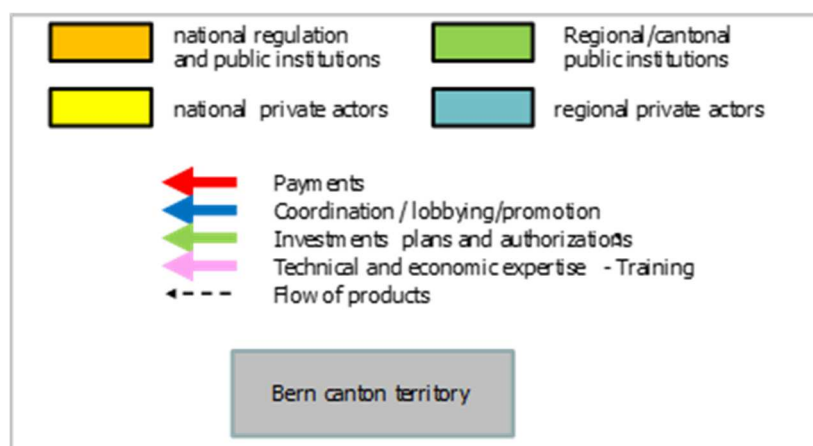 national regulation
and public institutions
Regional/cantonal
public institutions
national private actors
regional private actors
Payments
Coordination / lobbying/promotion
Investments plans and authorizations
Technical and economic expertise - Training
Flow of products
Bern canton territory